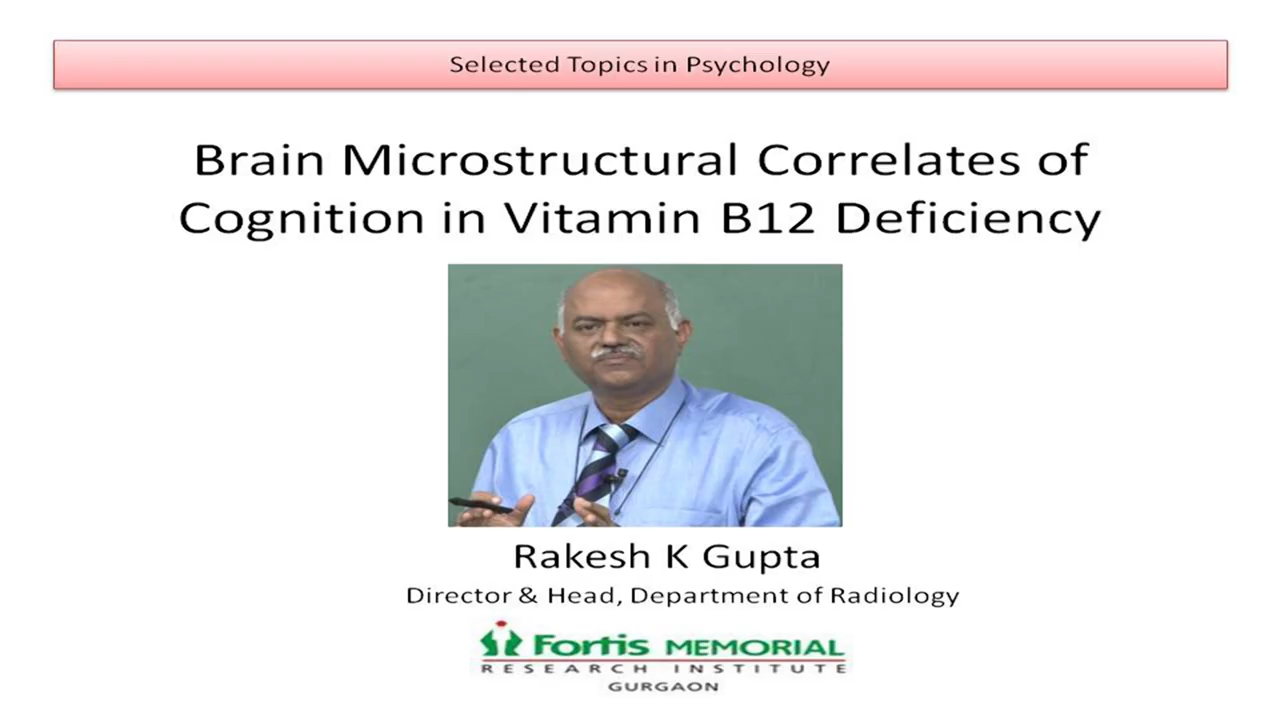 Selected Topics in Psychology
Brain Microstructural Correlates of
Cognition in Vitamin B12 Deficiency
Rakesh K Gupta
Director & Head, Department of Radiology
Fortis MEMORIAL
RESEARCH INSTITUTE
GURGAON